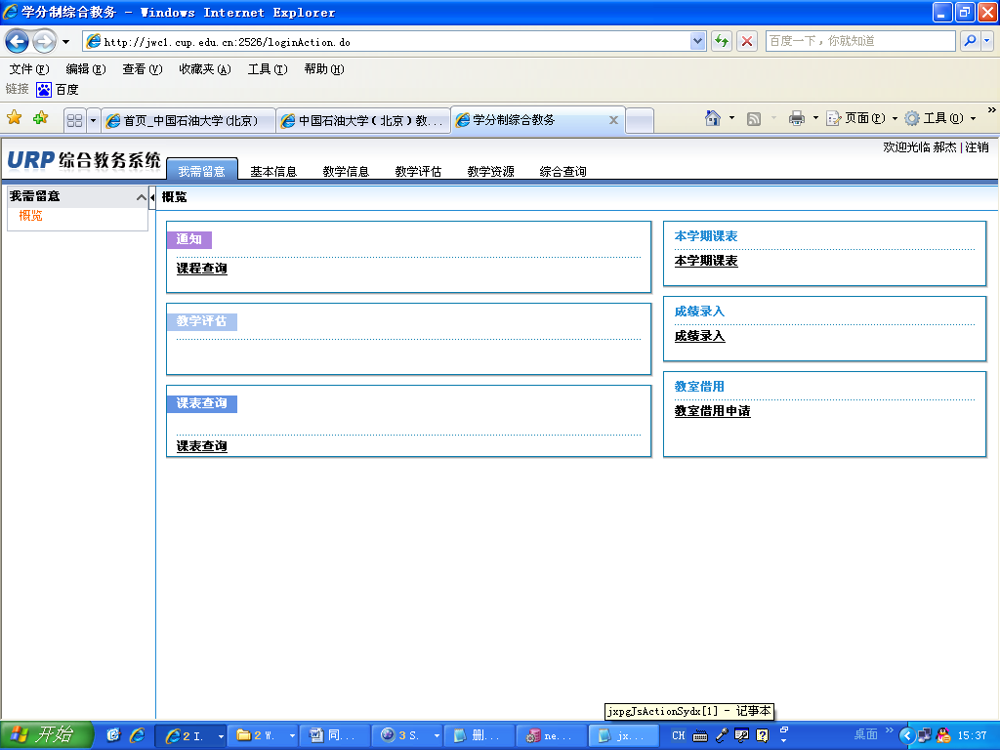 学分制综合教务 - Windows Internet Explorer
http://jwc1.cup.edu.cn:2526/loginAction.do
百度一下，你就知道
文件(F) 编辑(E) 查看(V) 收藏夹(A) 工具(T) 帮助(H)
链接 百度
首页_中国石油大学(北京) 中国石油大学（北京）教... 学分制综合教务 页面(P) 工具(O) »
URP综合教务系统
欢迎光临 郝杰 | 注销
我需留意 基本信息 教学信息 教学评估 教学资源 综合查询
我需留意
概览
概览
通知
课程查询
教学评估
课表查询
课表查询
本学期课表
本学期课表
成绩录入
成绩录入
教室借用
教室借用申请
jxpgJsActionSydx[1] - 记事本
开始 2 I. 2 W. 同... 3 S. 删... ne... jx... CH 桌面 » 15:37